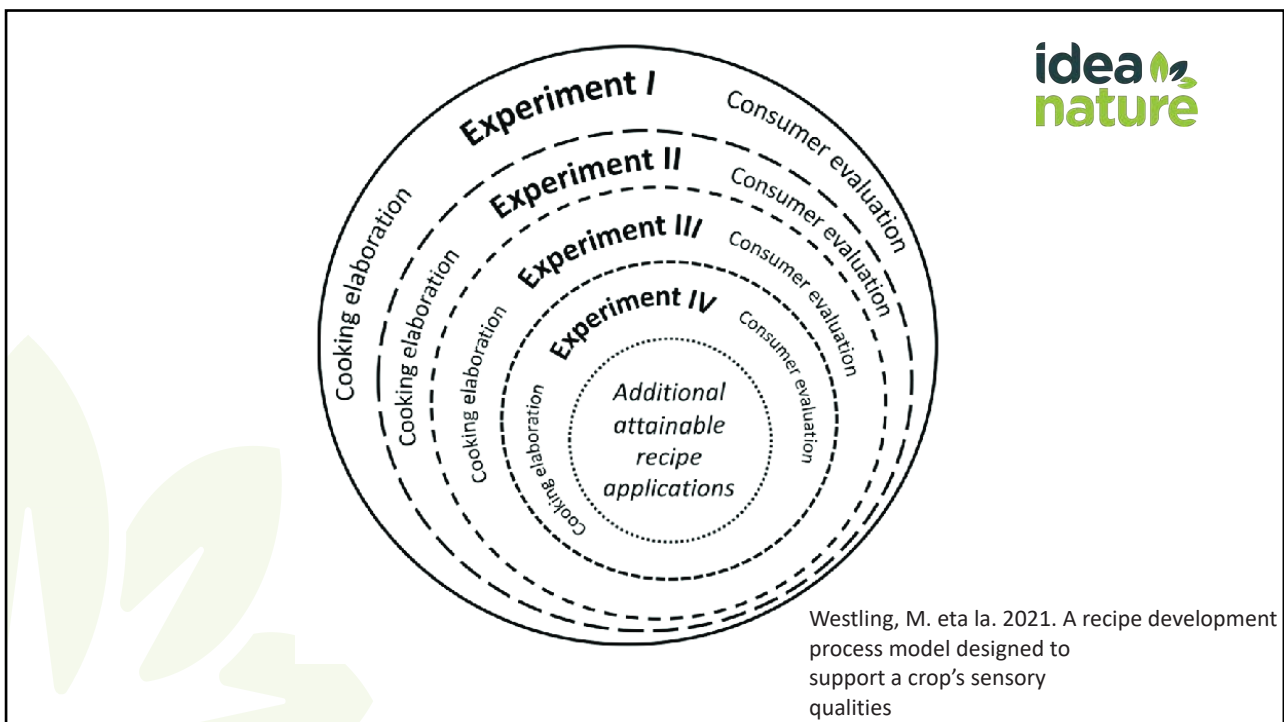 idea
nature
Experiment I
Cooking elaboration
Consumer evaluation
Experiment II
Cooking elaboration
Consumer evaluation
Experiment III
Cooking elaboration
Consumer evaluation
Experiment IV
Cooking elaboration
Consumer evaluation
Additional
attainable
recipe
applications
Westling, M. eta la. 2021. A recipe development
process model designed to
support a crop’s sensory
qualities